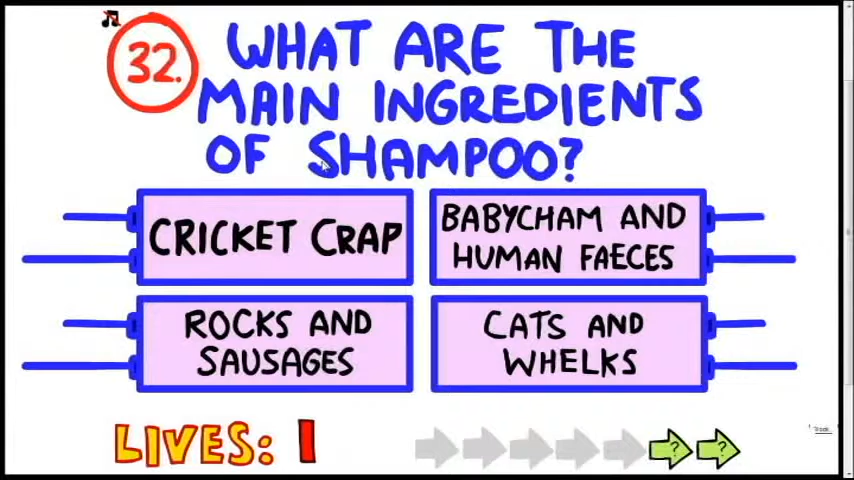 32.
WHAT ARE THE
MAIN INGREDIENTS
OF SHAMPOO?
CRICKET CRAP
BABYCHAM AND
HUMAN FAECES
ROCKS AND
SAUSAGES
CATS AND
WHELKS
LIVES: 1
? ?